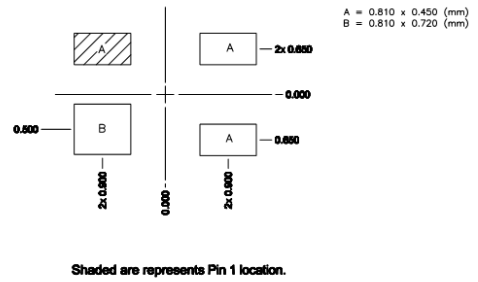 A = 0.810 x 0.450 (mm)
B = 0.810 x 0.720 (mm)
A
A
2x 0.650
0.000
0.500
B
A
0.650
2x 0.900
0.000
2x 0.900
Shaded are represents Pin 1 location.